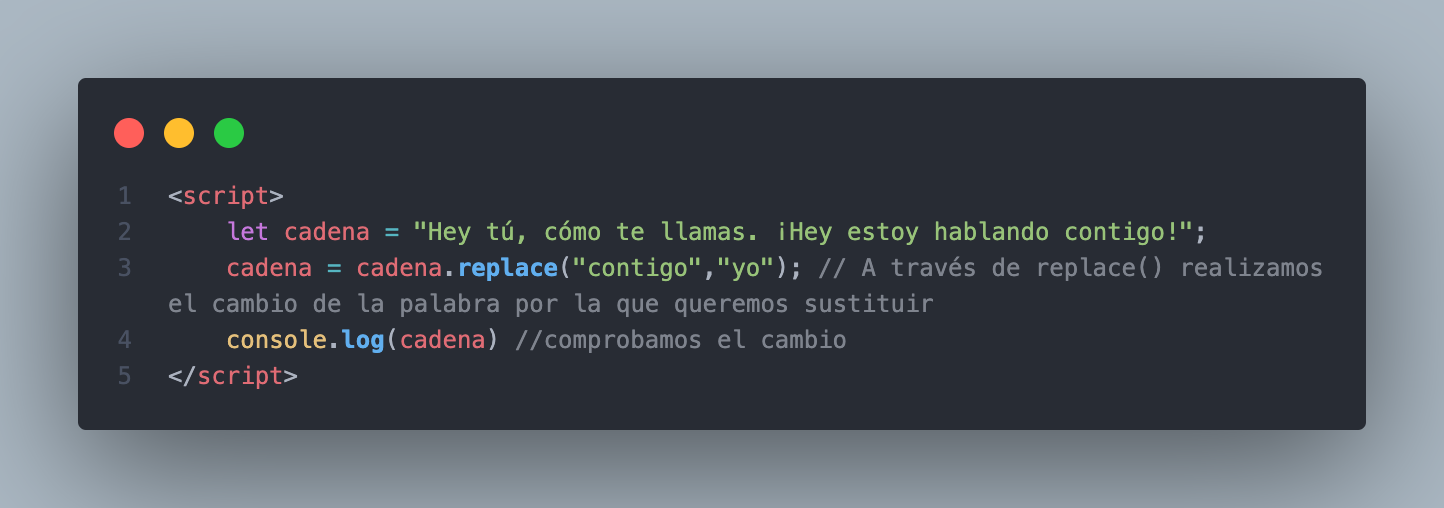 1 <script>
2     let cadena = "Hey tú, cómo te llamas. ¡Hey estoy hablando contigo!";
3     cadena = cadena.replace("contigo","yo"); // A través de replace() realizamos
el cambio de la palabra por la que queremos sustituir
4     console.log(cadena) //comprobamos el cambio
5 </script>